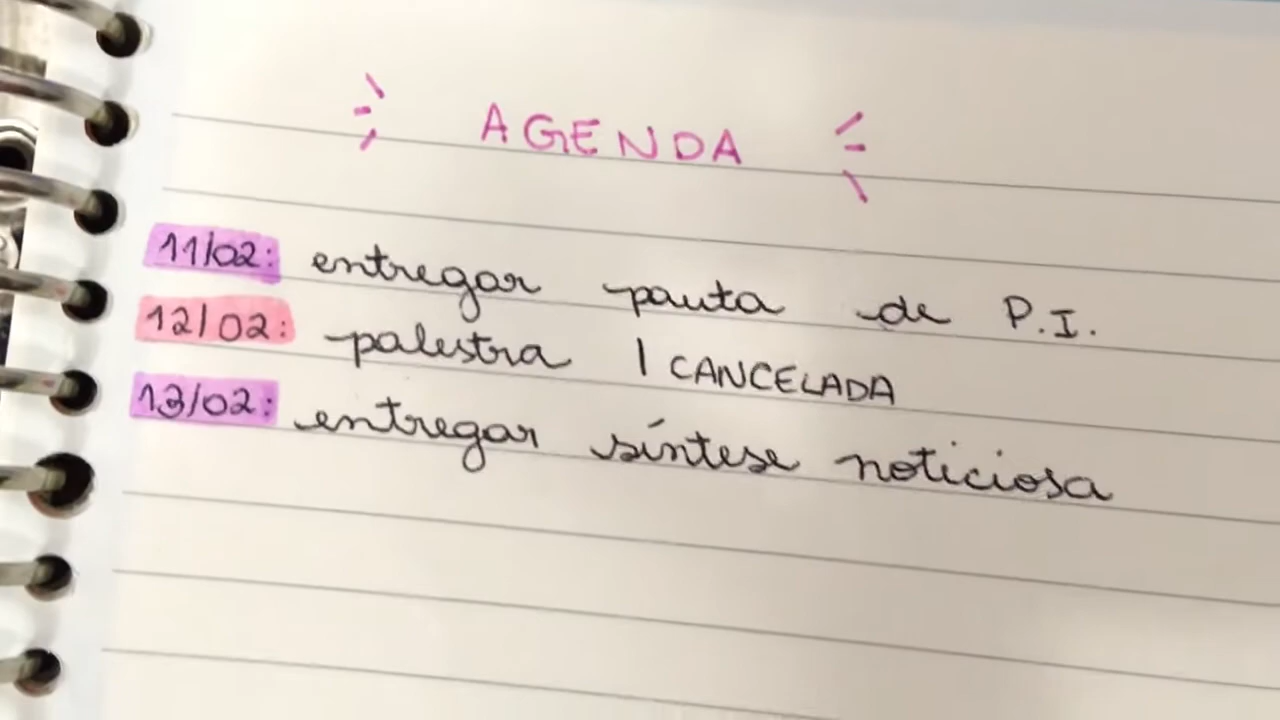 AGENDA
11/02: entregar pauta de P.I.
12/02: palestra | CANCELADA
13/02: entregar síntese noticiosa